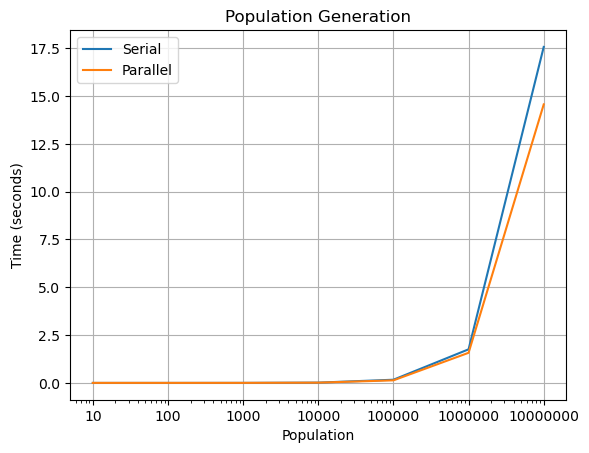 Population Generation
Serial
Parallel
17.5
15.0
12.5
10.0
7.5
5.0
2.5
0.0
Time (seconds)
10 100 1000 10000 100000 1000000 10000000
Population